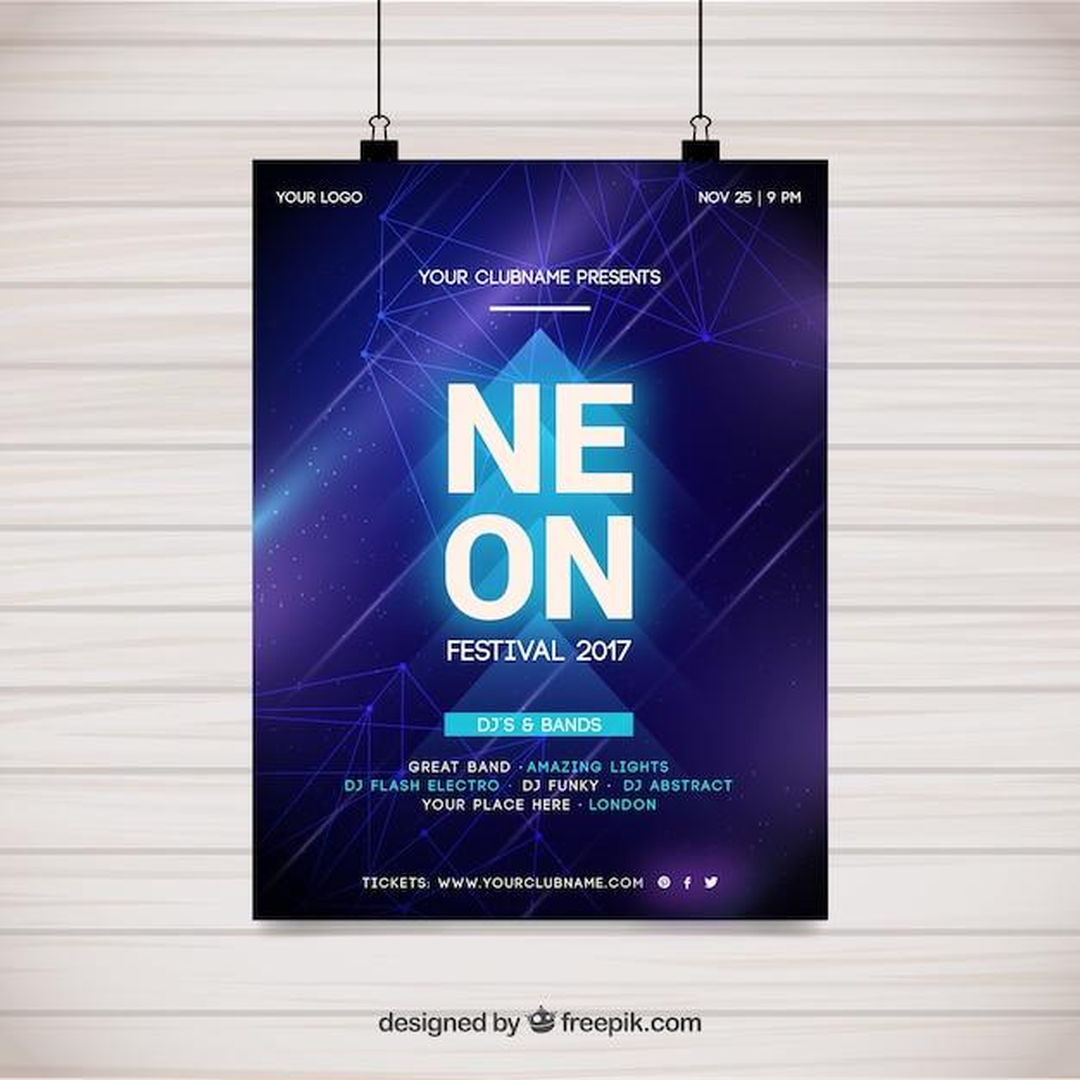 YOUR LOGO
NOV 25 | 9 PM
YOUR CLUBNAME PRESENTS
NE
ON
FESTIVAL 2017
DJ'S & BANDS
GREAT BAND · AMAZING LIGHTS
DJ FLASH ELECTRO · DJ FUNKY · DJ ABSTRACT
YOUR PLACE HERE · LONDON
TICKETS: WWW.YOURCLUBNAME.COM
designed by freepik.com